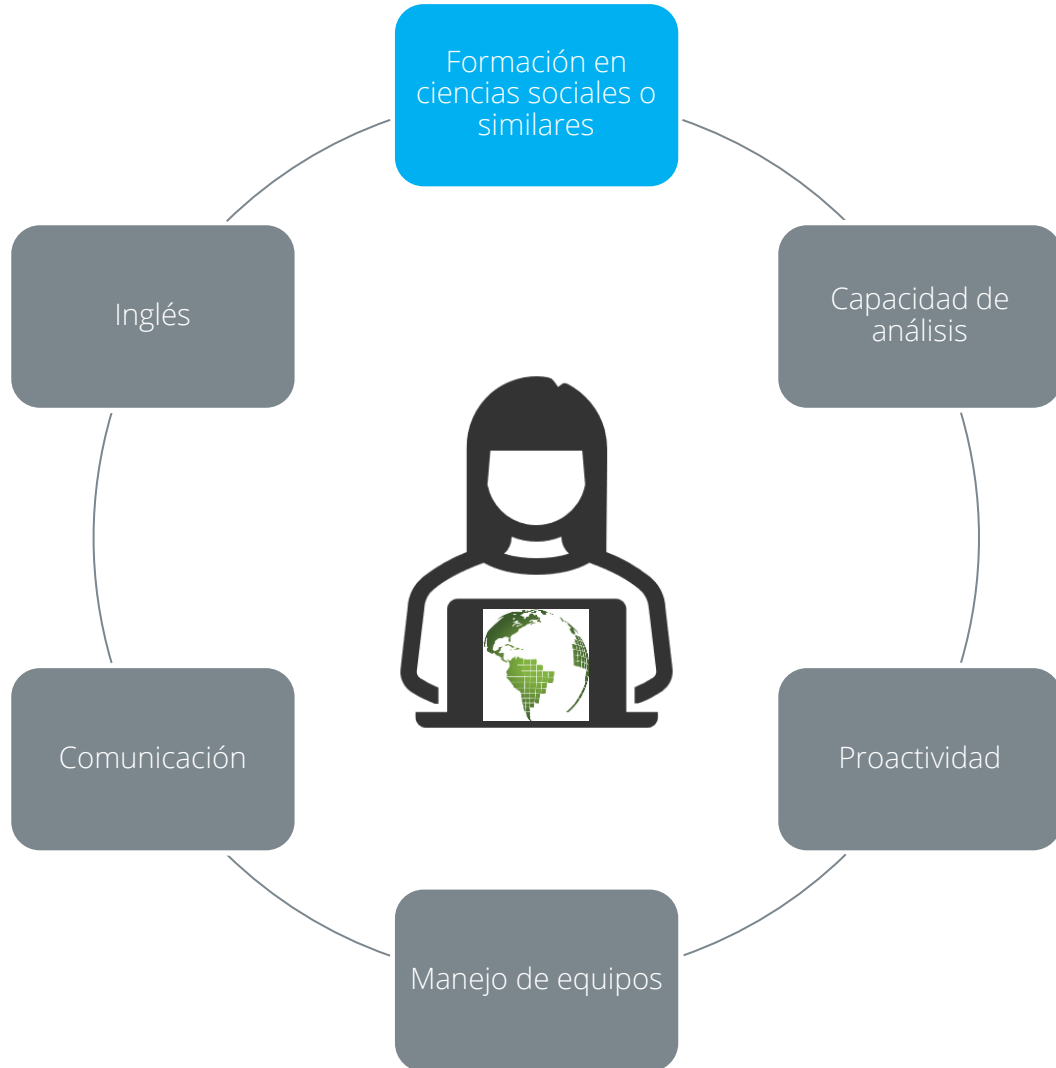 Formación en
ciencias sociales o
similares
Capacidad de
análisis
Proactividad
Manejo de equipos
Comunicación
Inglés